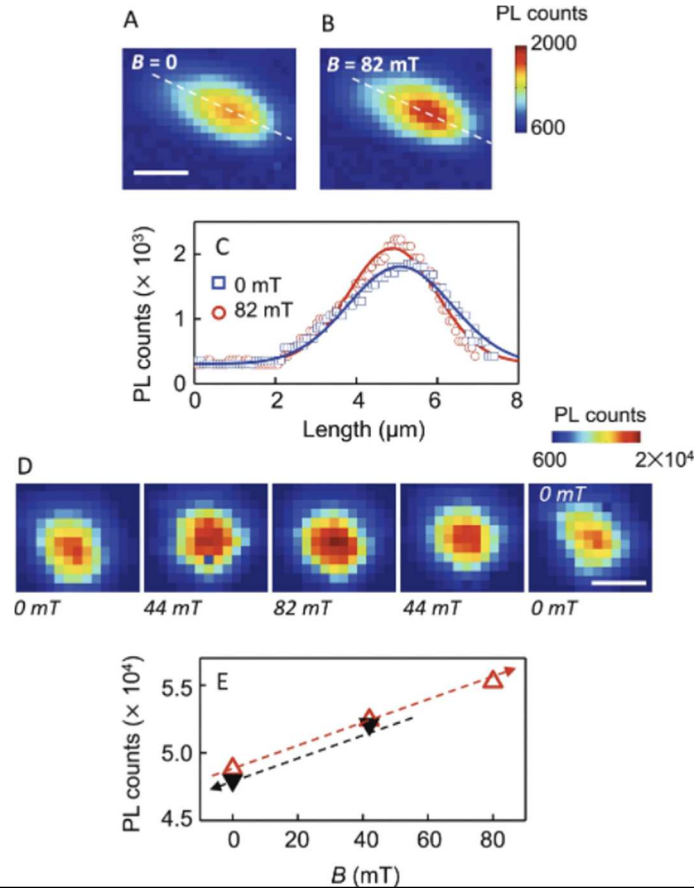 A
B
PL counts
B = 0
B = 82 mT
2000
600
C
0 mT
82 mT
PL counts (× 10³)
2
1
0
0 2 4 6 8
Length (μm)
PL counts
600 2×10⁴
D
0 mT
0 mT 44 mT 82 mT 44 mT 0 mT
E
PL counts (× 10⁴)
5.5
5.0
4.5
0 20 40 60 80
B (mT)